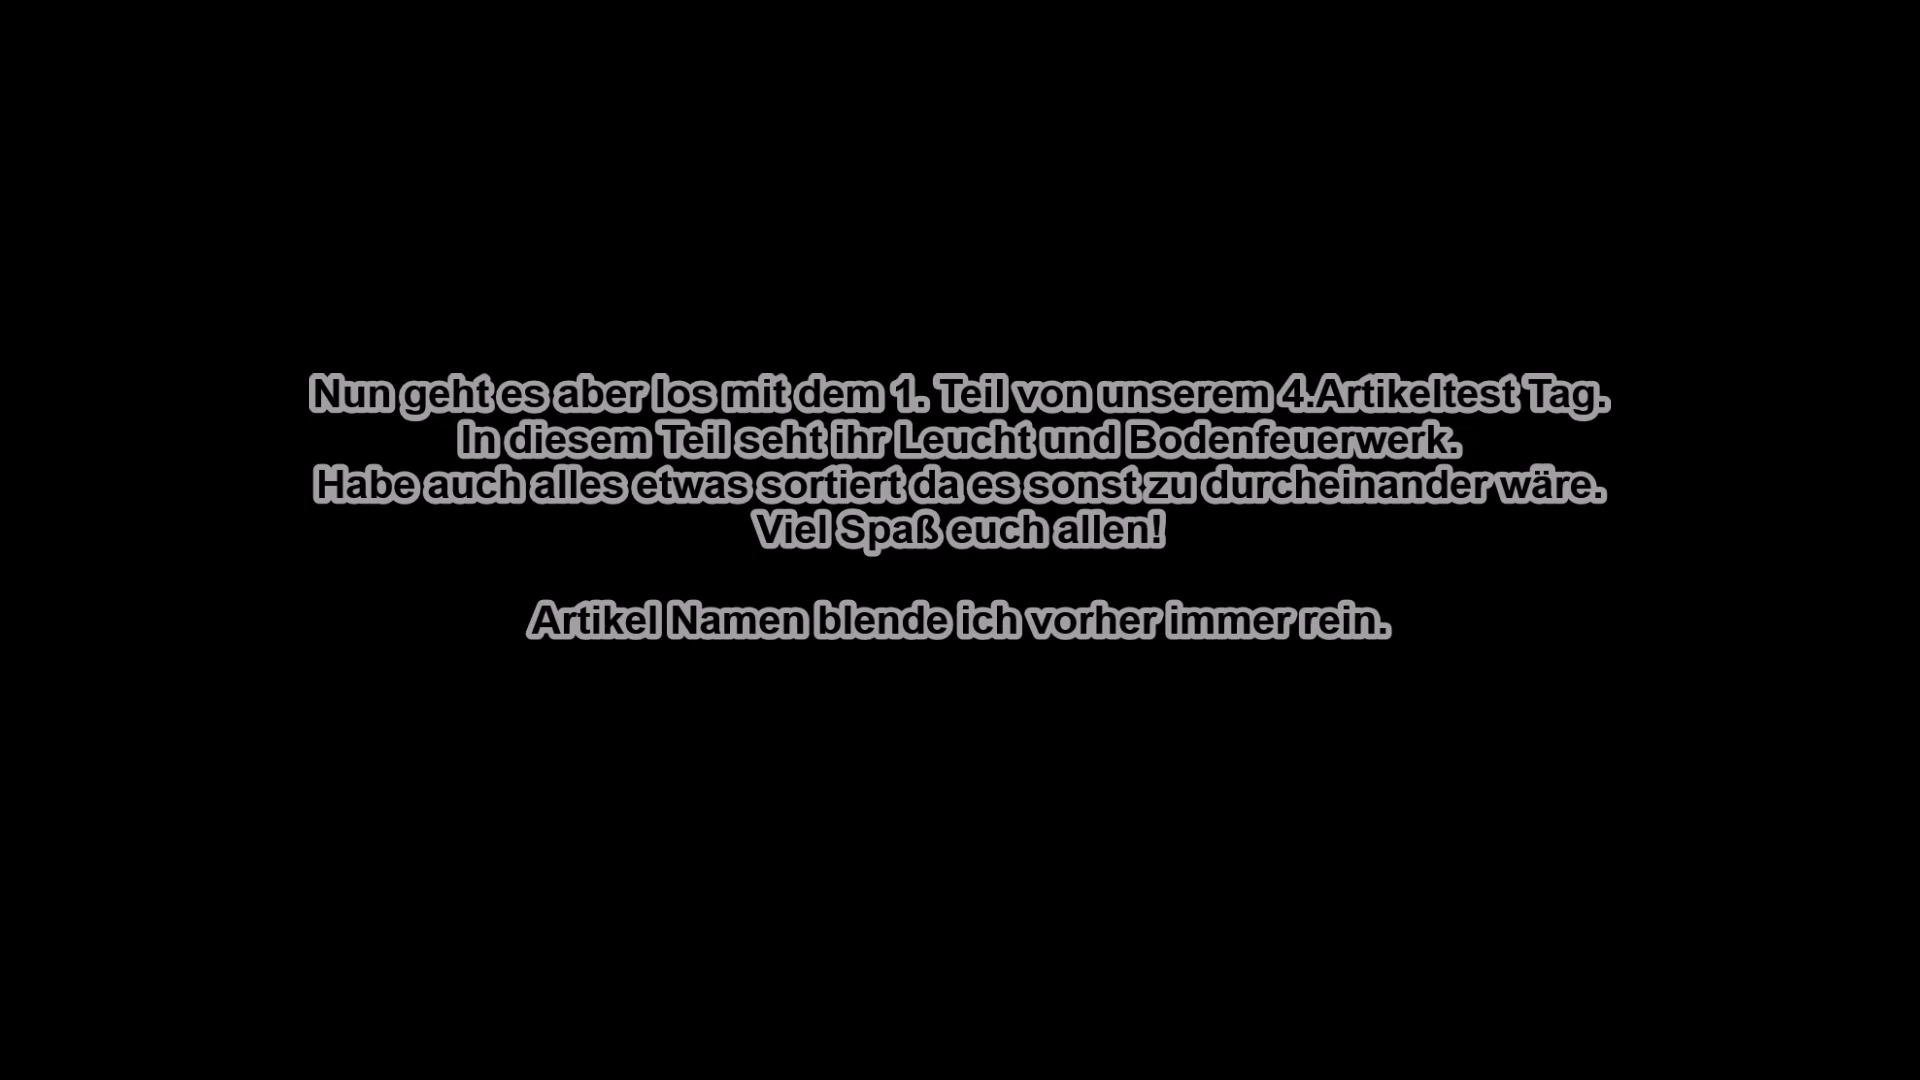 Nun geht es aber los mit dem 1. Teil von unserem 4.Artikeltest Tag.
In diesem Teil seht ihr Leucht und Bodenfeuerwerk.
Habe auch alles etwas sortiert da es sonst zu durcheinander wäre.
Viel Spaß euch allen!
Artikel Namen blende ich vorher immer rein.